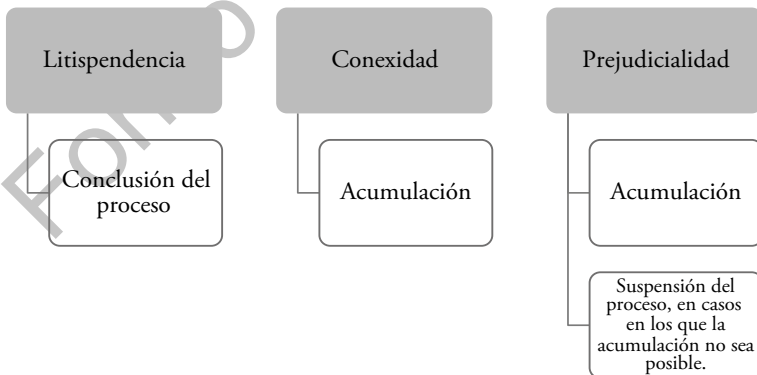 Litispendencia
Conclusión del
proceso
Conexidad
Acumulación
Prejudicialidad
Acumulación
Suspensión del
proceso, en casos
en los que la
acumulación no sea
posible.